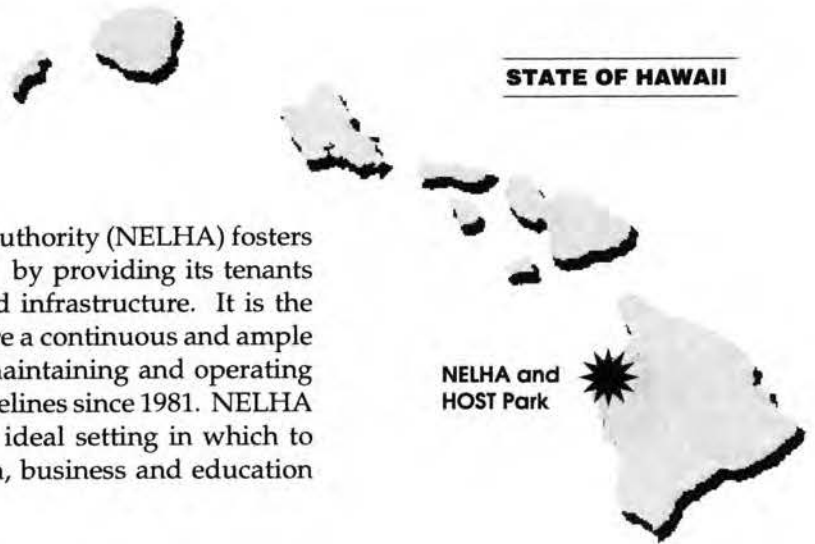 STATE OF HAWAII
uthority (NELHA) fosters
by providing its tenants
d infrastructure. It is the
re a continuous and ample
naintaining and operating
elines since 1981. NELHA
ideal setting in which to
n, business and education
NELHA and
HOST Park